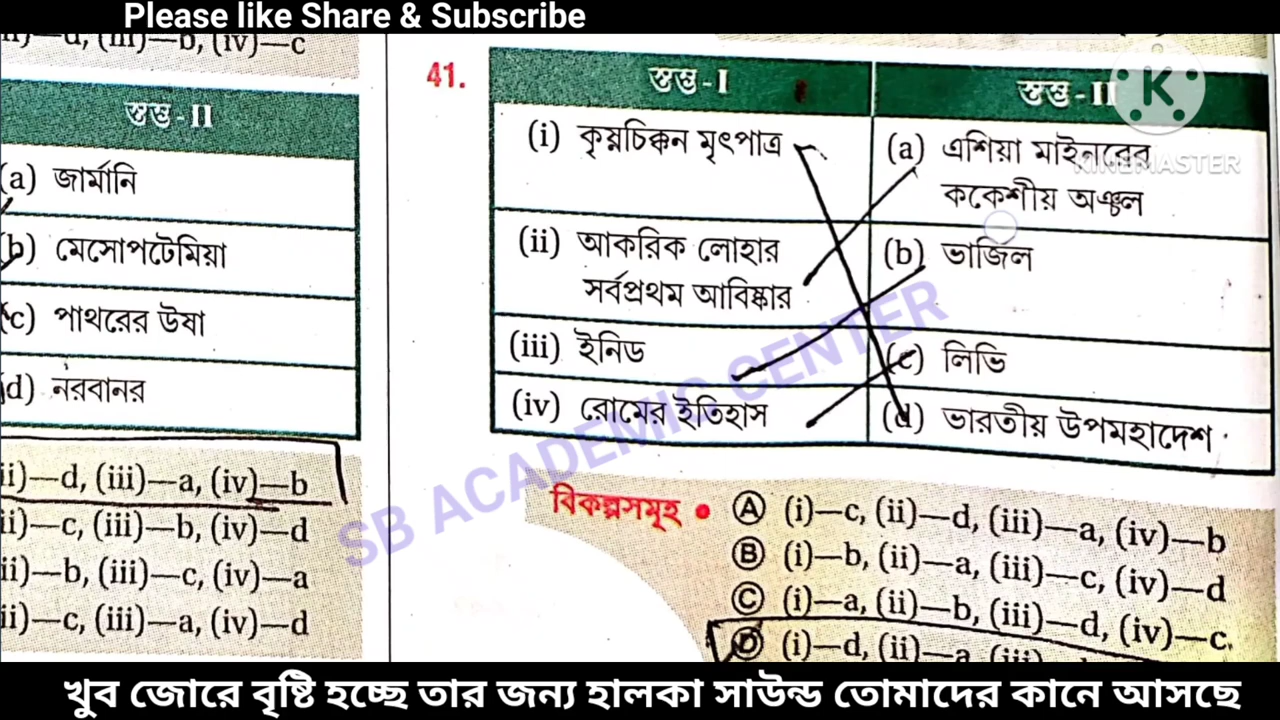 Please like Share & Subscribe
ii)—d, (iii)—b, (iv)—c
স্তম্ভ-II
(a) জার্মানি
(b) মেসোপটেমিয়া
(c) পাথরের উষা
(d) নরবানর
ii)—d, (iii)—a, (iv)—b
ii)—c, (iii)—b, (iv)—d
ii)—b, (iii)—c, (iv)—a
ii)—c, (iii)—a, (iv)—d
41.
স্তম্ভ-I স্তম্ভ-II
(i) কৃষ্ণচিক্কন মৃৎপাত্র (a) এশিয়া মাইনরের
ককেশীয় অঞ্চল
(ii) আকরিক লোহার (b) ভার্জিল
সর্বপ্রথম আবিষ্কার
(iii) ইনিড (c) লিভি
(iv) রোমের ইতিহাস (d) ভারতীয় উপমহাদেশ
বিকল্পসমূহ • Ⓐ (i)—c, (ii)—d, (iii)—a, (iv)—b
Ⓑ (i)—b, (ii)—a, (iii)—c, (iv)—d
Ⓒ (i)—a, (ii)—b, (iii)—d, (iv)—c.
Ⓓ (i)—d, (ii)—a, (iii)
K
KINEMASTER
SB ACADEMIC CENTER
খুব জোরে বৃষ্টি হচ্ছে তার জন্য হালকা সাউন্ড তোমাদের কানে আসছে